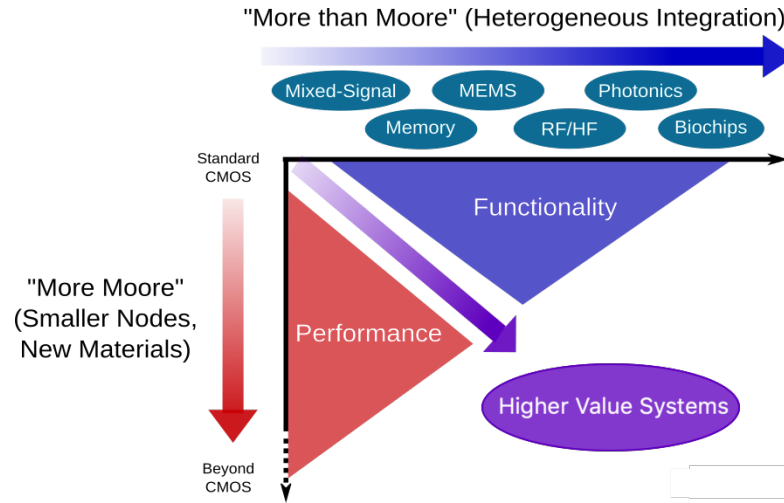 "More than Moore" (Heterogeneous Integration)
Mixed-Signal
MEMS
Photonics
Memory
RF/HF
Biochips
Standard
CMOS
Functionality
"More Moore"
(Smaller Nodes,
New Materials)
Performance
Higher Value Systems
Beyond
CMOS